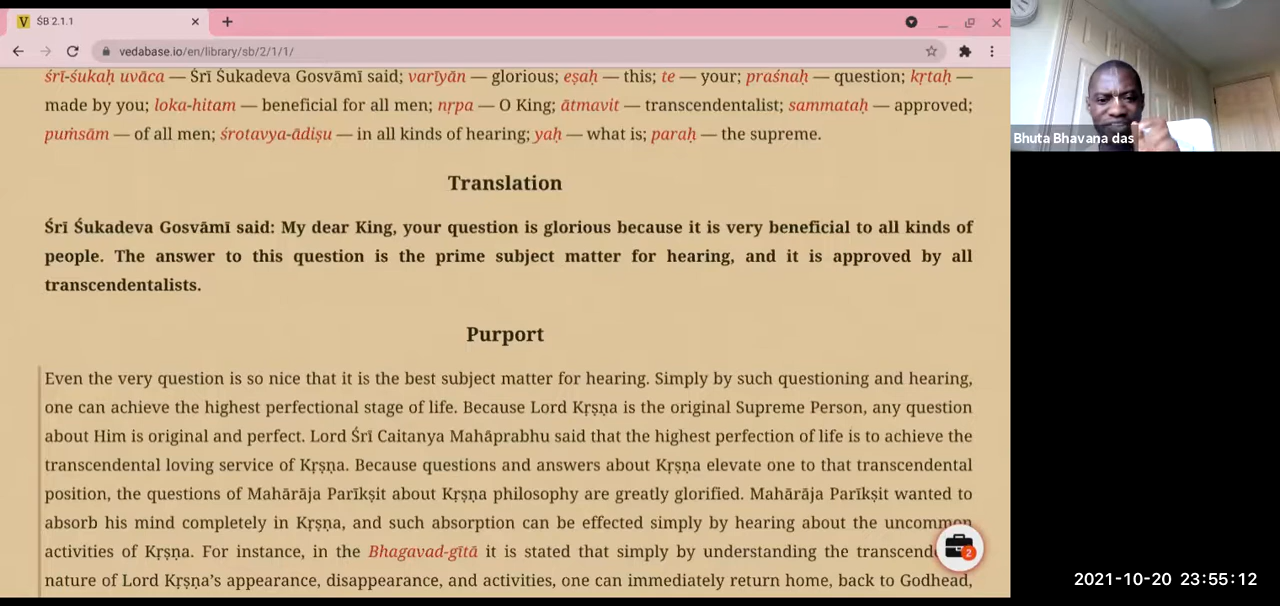 ŚB 2.1.1
vedabase.io/en/library/sb/2/1/1/
śrī-śukaḥ uvāca — Śrī Śukadeva Gosvāmī said; varīyān — glorious; eṣaḥ — this; te — your; praśnaḥ — question; kṛtaḥ —
made by you; loka-hitam — beneficial for all men; nṛpa — O King; ātmavit — transcendentalist; sammataḥ — approved;
puṁsām — of all men; śrotavya-ādiṣu — in all kinds of hearing; yaḥ — what is; paraḥ — the supreme.
Translation
Śrī Śukadeva Gosvāmī said: My dear King, your question is glorious because it is very beneficial to all kinds of
people. The answer to this question is the prime subject matter for hearing, and it is approved by all
transcendentalists.
Purport
Even the very question is so nice that it is the best subject matter for hearing. Simply by such questioning and hearing,
one can achieve the highest perfectional stage of life. Because Lord Kṛṣṇa is the original Supreme Person, any question
about Him is original and perfect. Lord Śrī Caitanya Mahāprabhu said that the highest perfection of life is to achieve the
transcendental loving service of Kṛṣṇa. Because questions and answers about Kṛṣṇa elevate one to that transcendental
position, the questions of Mahārāja Parīkṣit about Kṛṣṇa philosophy are greatly glorified. Mahārāja Parīkṣit wanted to
absorb his mind completely in Kṛṣṇa, and such absorption can be effected simply by hearing about the uncommon
activities of Kṛṣṇa. For instance, in the Bhagavad-gītā it is stated that simply by understanding the
nature of Lord Kṛṣṇa's appearance, disappearance, and activities, one can immediately return home, back to Godhead,
2
Bhuta Bhavana das
2021-10-20 23:55:12